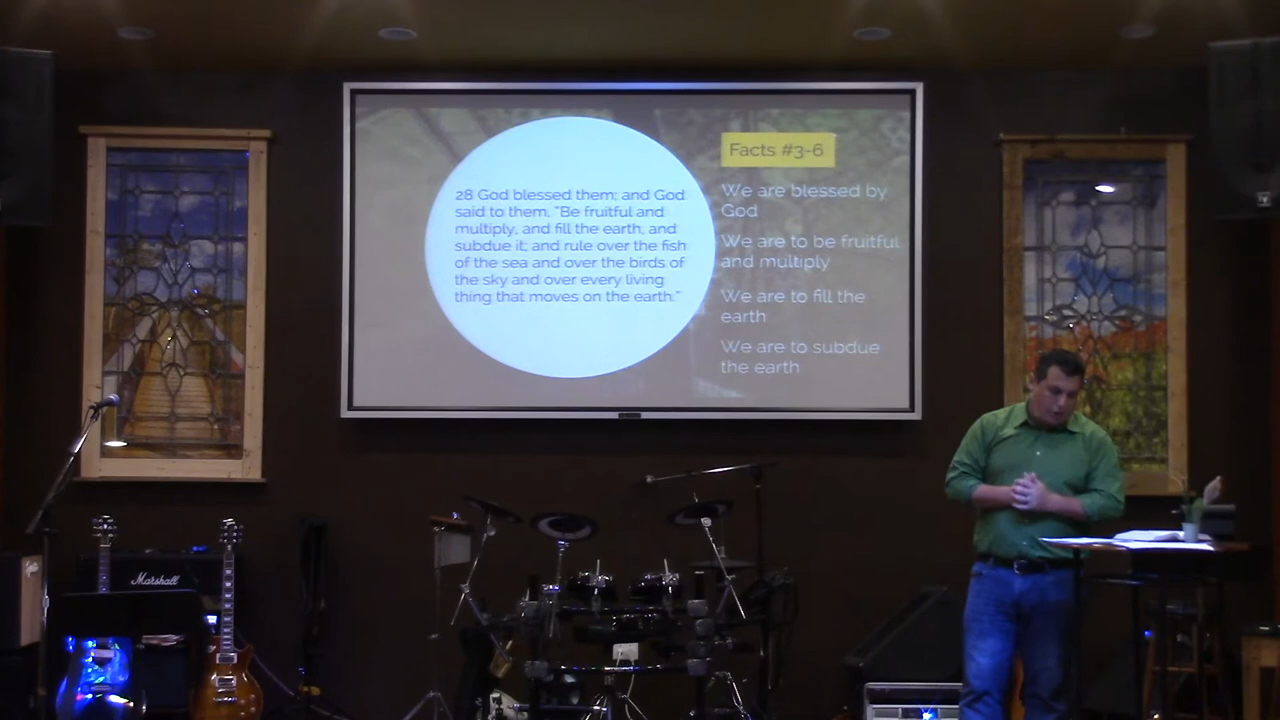 28 God blessed them; and God
said to them, "Be fruitful and
multiply, and fill the earth, and
subdue it; and rule over the fish
of the sea and over the birds of
the sky and over every living
thing that moves on the earth."
Facts #3-6
We are blessed by
God
We are to be fruitful
and multiply
We are to fill the
earth
We are to subdue
the earth
Marshall